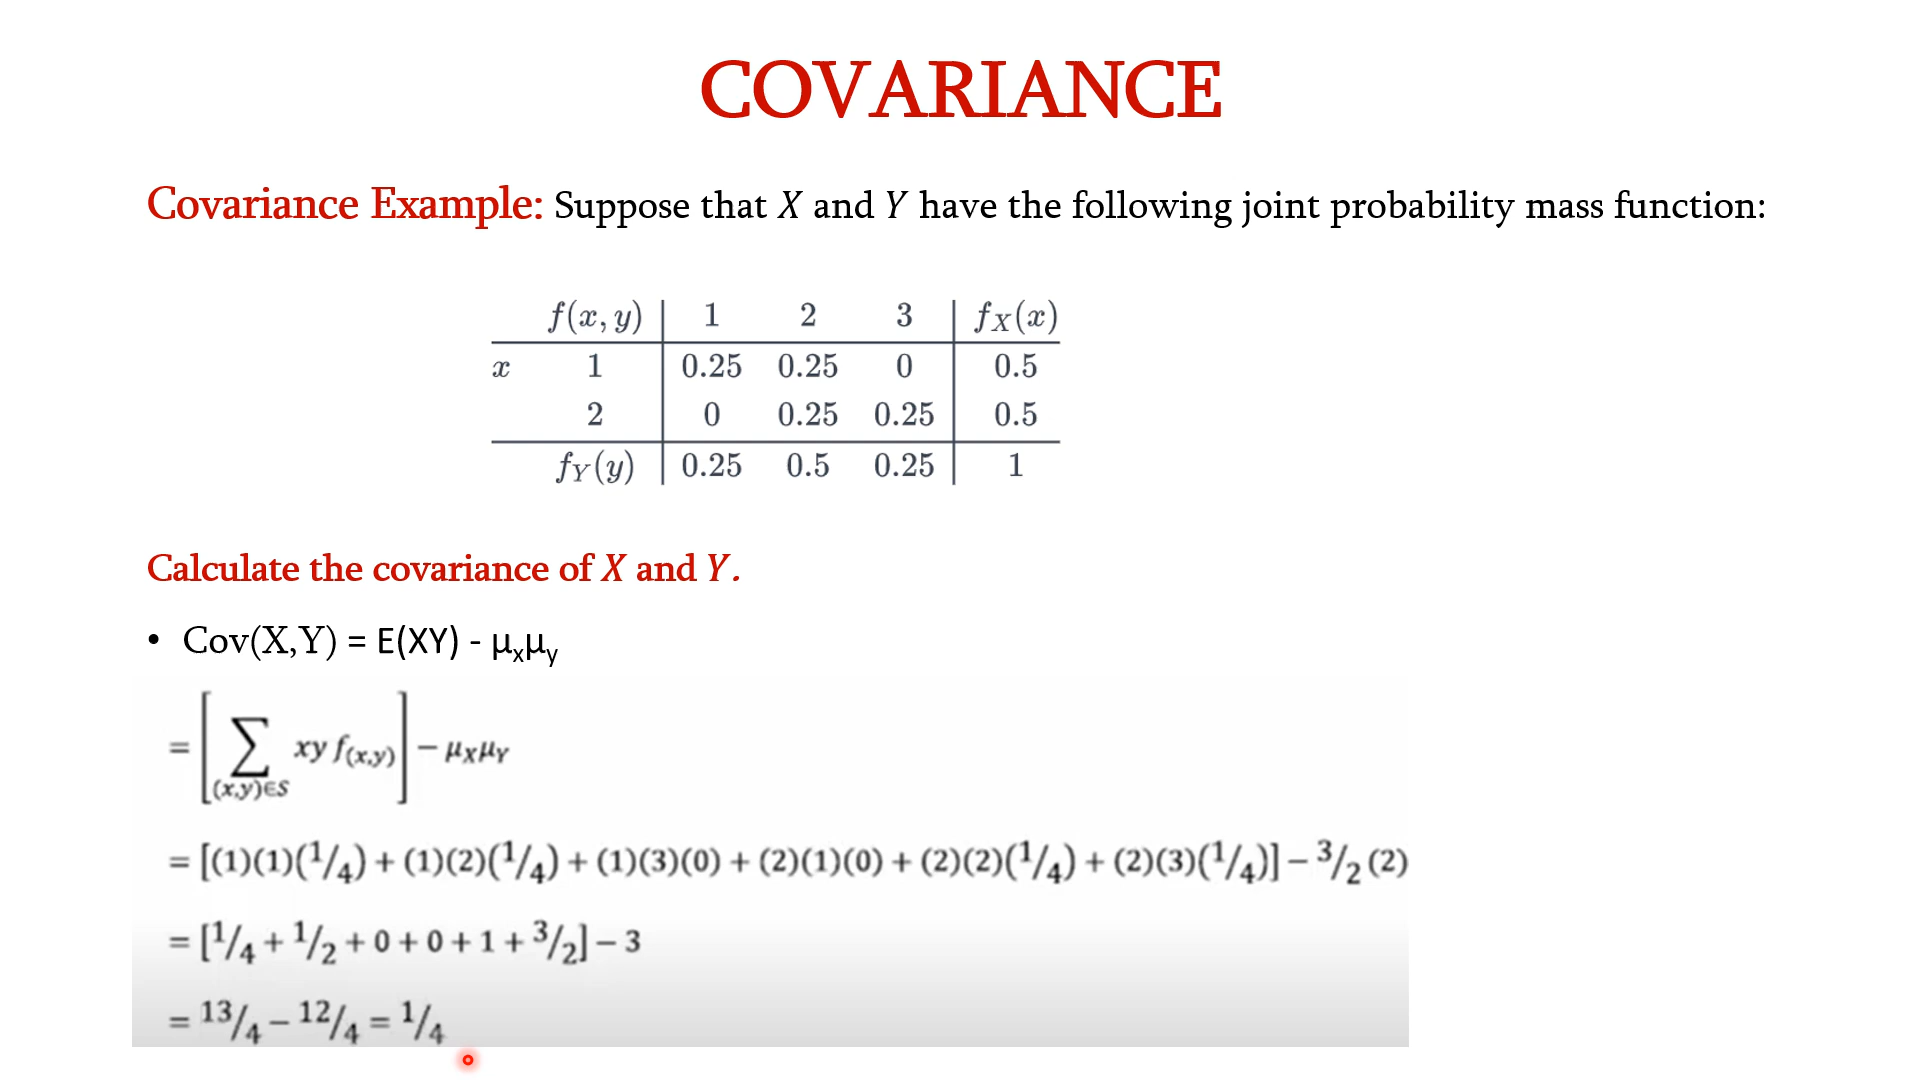 COVARIANCE
Covariance Example: Suppose that X and Y have the following joint probability mass function:
f(x, y) 1 2 3 fX(x)
x 1 0.25 0.25 0 0.5
2 0 0.25 0.25 0.5
fY(y) 0.25 0.5 0.25 1
Calculate the covariance of X and Y.
• Cov(X,Y) = E(XY) - μxμy
= [∑(x,y)∈S xy f(x,y)] − μXμY
= [(1)(1)(1/4) + (1)(2)(1/4) + (1)(3)(0) + (2)(1)(0) + (2)(2)(1/4) + (2)(3)(1/4)] − 3/2 (2)
= [1/4 + 1/2 + 0 + 0 + 1 + 3/2] − 3
= 13/4 − 12/4 = 1/4